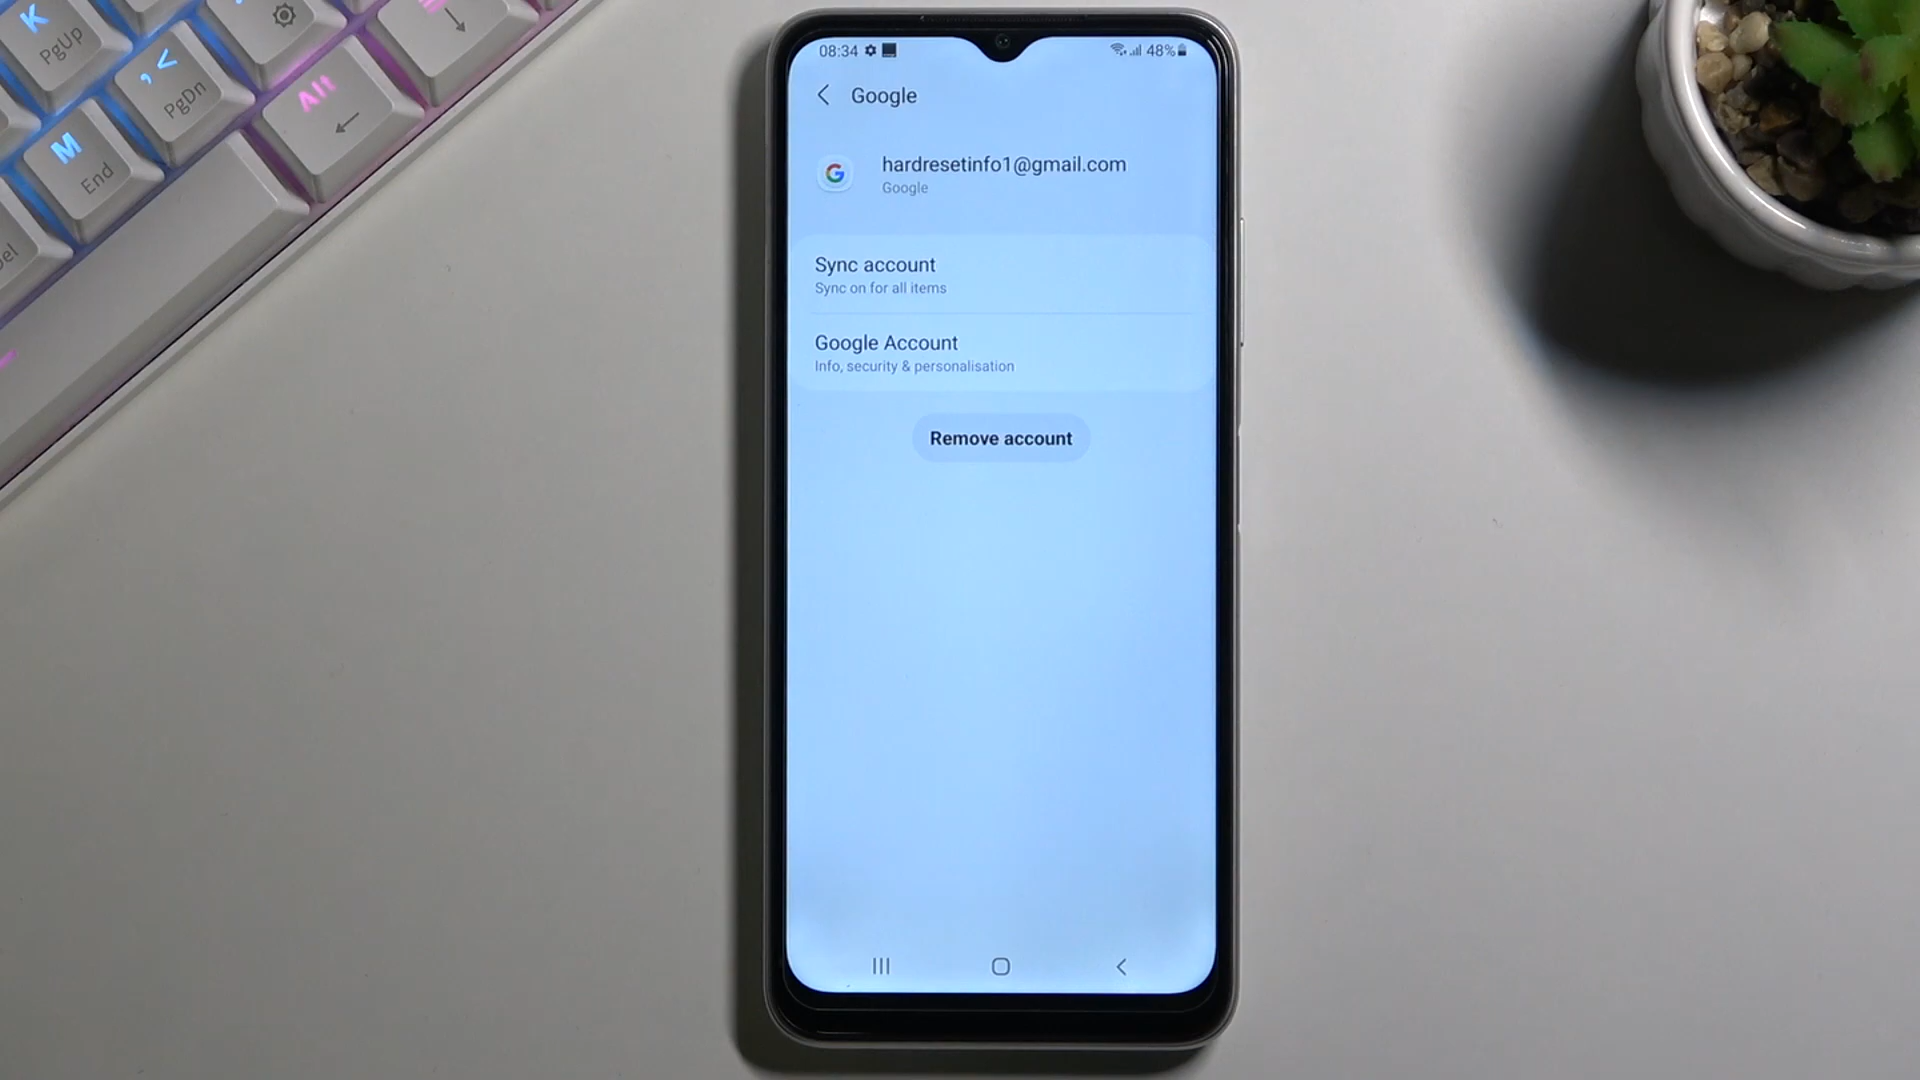 K
PgUp
, <
PgDn
Alt
M
End
08:34
48%
Google
hardresetinfo1@gmail.com
Google
Sync account
Sync on for all items
Google Account
Info, security & personalisation
Remove account